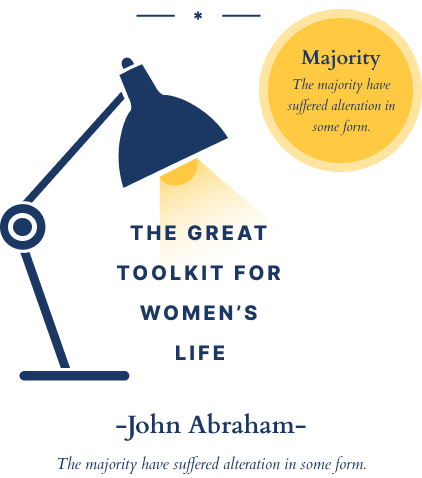 *
Majority
The majority have
suffered alteration in
some form.
THE GREAT
TOOLKIT FOR
WOMEN’S
LIFE
-John Abraham-
The majority have suffered alteration in some form.